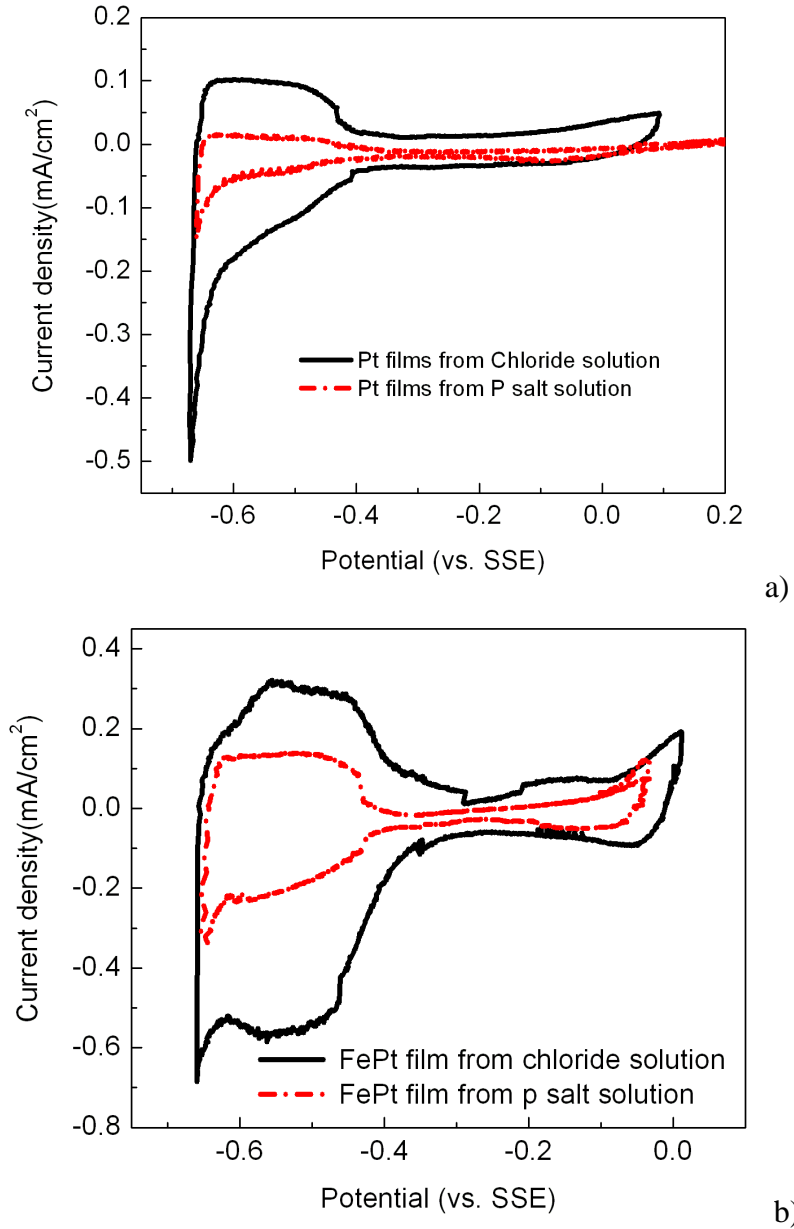 0.2
0.1
0.0
-0.1
-0.2
-0.3
-0.4
-0.5
Current density(mA/cm²)
Pt films from Chloride solution
Pt films from P salt solution
-0.6 -0.4 -0.2 0.0 0.2
Potential (vs. SSE)
a)
0.4
0.2
0.0
-0.2
-0.4
-0.6
-0.8
Current density(mA/cm²)
FePt film from chloride solution
FePt film from p salt solution
-0.6 -0.4 -0.2 0.0
Potential (vs. SSE)
b)